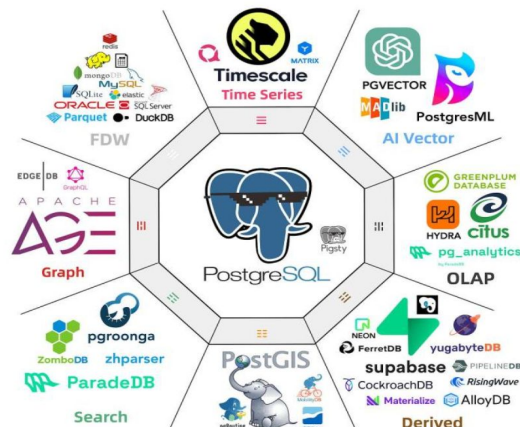 redis
mongoDB
MySQL
SQLite
elastic
ORACLE
SQL Server
Parquet
DuckDB
FDW
Timescale
MATRIX
Time Series
PGVECTOR
MADlib
PostgresML
AI Vector
EDGE|DB
GraphQL
APACHE
AGE
Graph
PostgreSQL
Pigsty
GREENPLUM
DATABASE
HYDRA
citus
pg_analytics
OLAP
pgroonga
ZomboDB
zhparser
ParadeDB
Search
PostGIS
pgRouting
MobilityDB
NEON
FerretDB
yugabyteDB
supabase
PIPELINEDB
CockroachDB
RisingWave
Materialize
AlloyDB
Derived